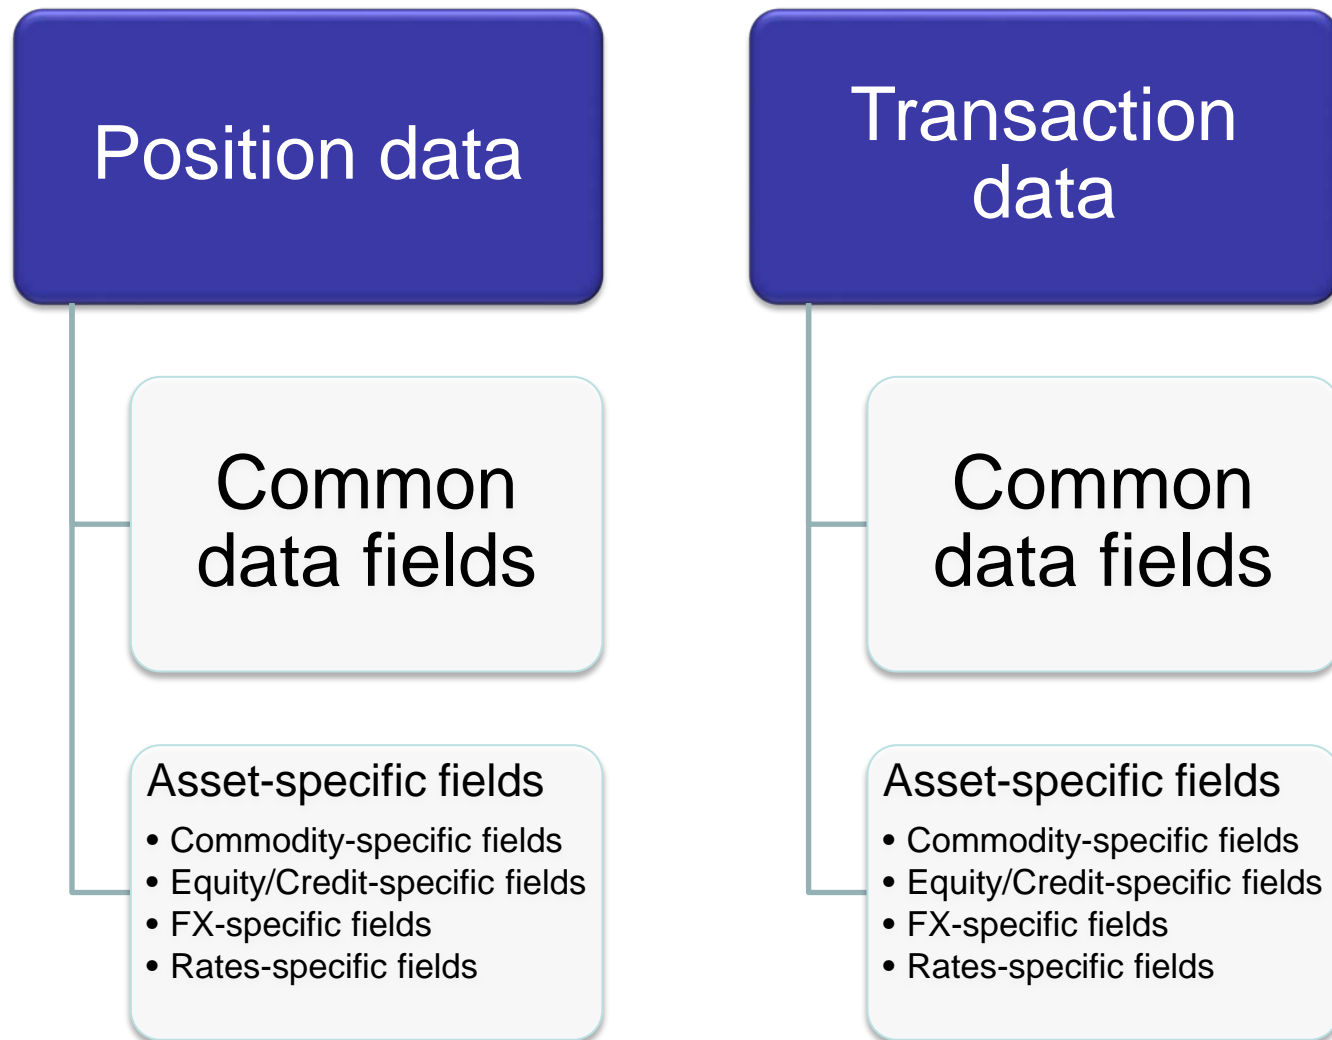 Position data
Common
data fields
Asset-specific fields
• Commodity-specific fields
• Equity/Credit-specific fields
• FX-specific fields
• Rates-specific fields
Transaction
data
Common
data fields
Asset-specific fields
• Commodity-specific fields
• Equity/Credit-specific fields
• FX-specific fields
• Rates-specific fields